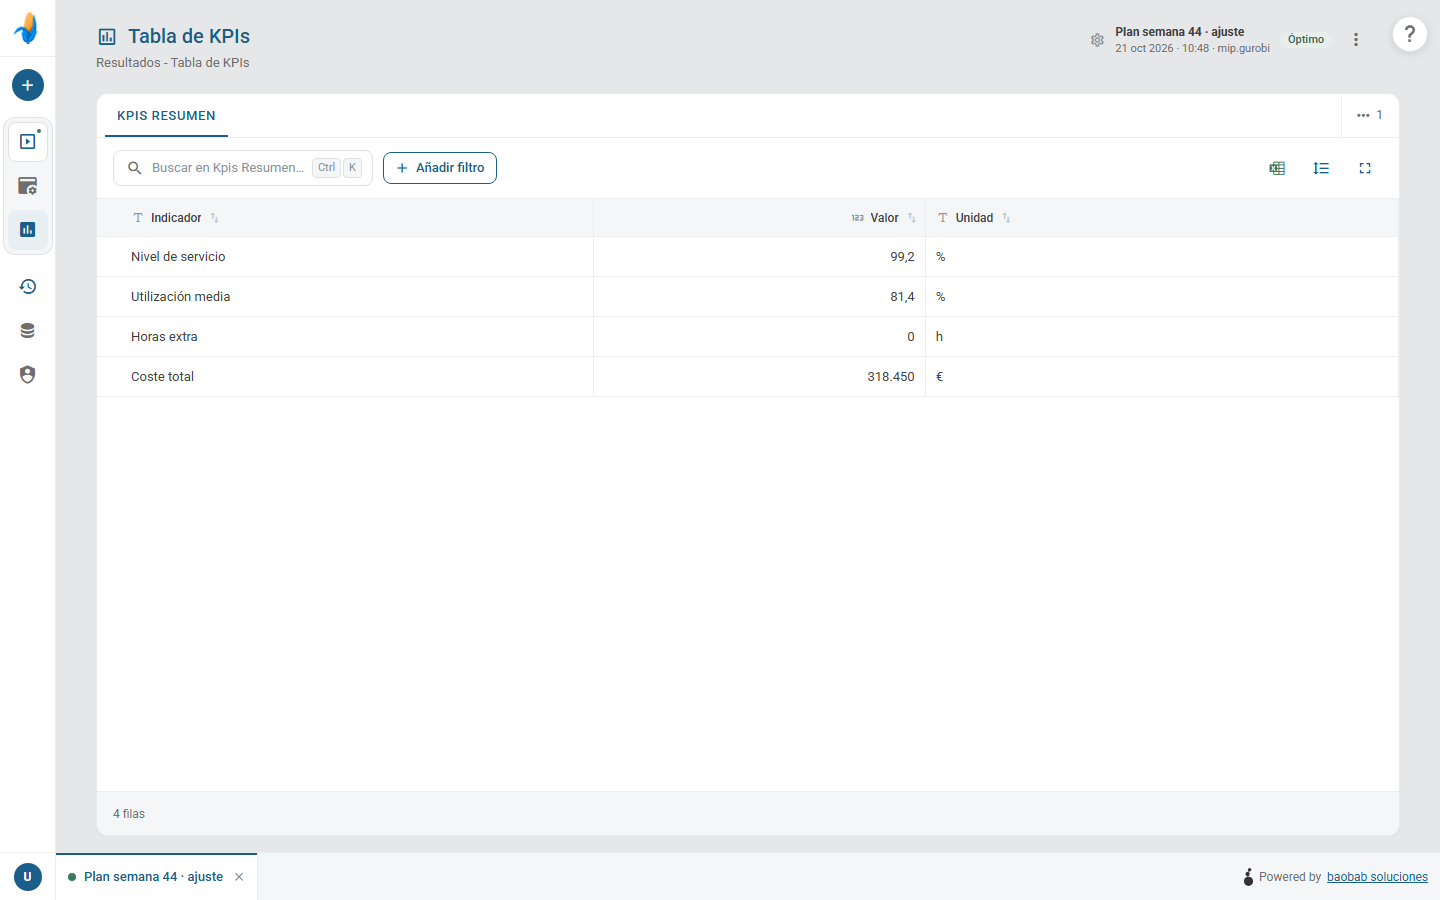 Tabla de KPIs
Resultados - Tabla de KPIs
Plan semana 44 · ajuste
21 oct 2026 · 10:48 · mip.gurobi
Óptimo
?
KPIS RESUMEN
1
Buscar en Kpis Resumen... Ctrl K
Añadir filtro
T Indicador 123 Valor T Unidad
Nivel de servicio 99,2 %
Utilización media 81,4 %
Horas extra 0 h
Coste total 318.450 €
4 filas
U
Plan semana 44 · ajuste
Powered by baobab soluciones